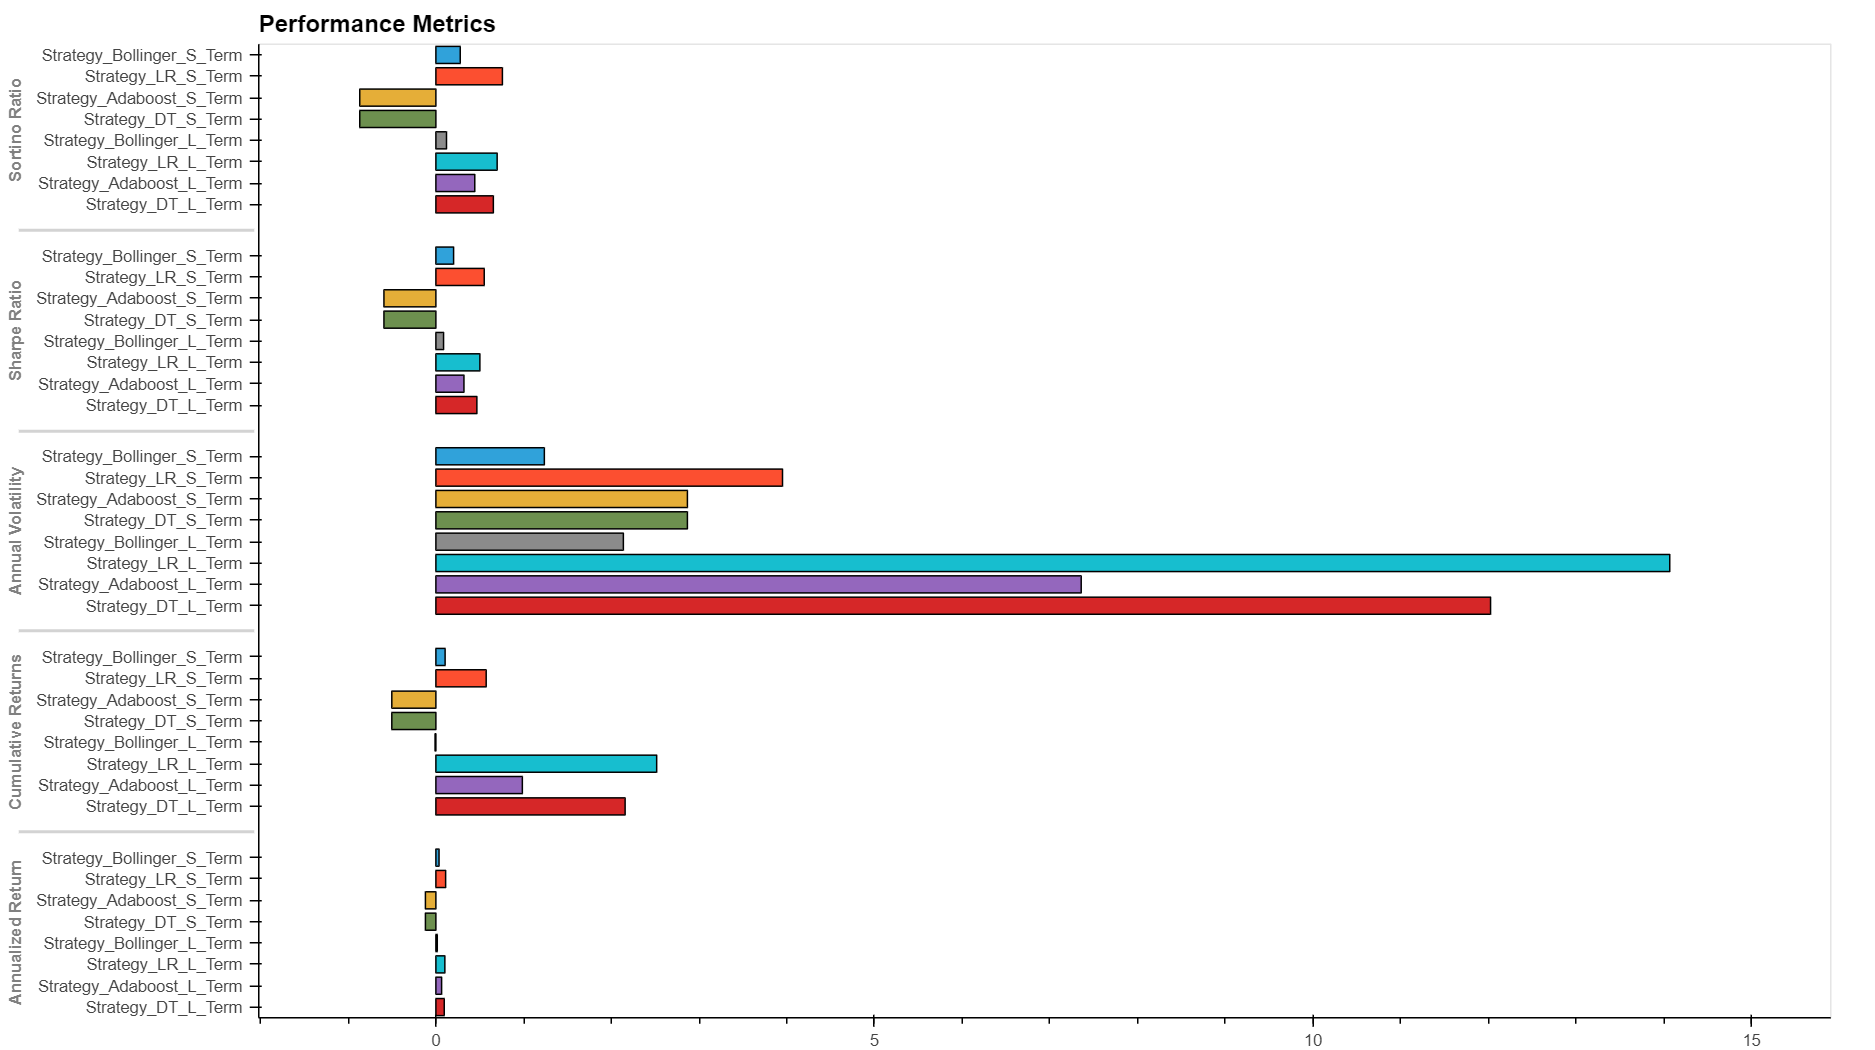 Performance Metrics
Sortino Ratio
Strategy_Bollinger_S_Term
Strategy_LR_S_Term
Strategy_Adaboost_S_Term
Strategy_DT_S_Term
Strategy_Bollinger_L_Term
Strategy_LR_L_Term
Strategy_Adaboost_L_Term
Strategy_DT_L_Term
Sharpe Ratio
Strategy_Bollinger_S_Term
Strategy_LR_S_Term
Strategy_Adaboost_S_Term
Strategy_DT_S_Term
Strategy_Bollinger_L_Term
Strategy_LR_L_Term
Strategy_Adaboost_L_Term
Strategy_DT_L_Term
Annual Volatility
Strategy_Bollinger_S_Term
Strategy_LR_S_Term
Strategy_Adaboost_S_Term
Strategy_DT_S_Term
Strategy_Bollinger_L_Term
Strategy_LR_L_Term
Strategy_Adaboost_L_Term
Strategy_DT_L_Term
Cumulative Returns
Strategy_Bollinger_S_Term
Strategy_LR_S_Term
Strategy_Adaboost_S_Term
Strategy_DT_S_Term
Strategy_Bollinger_L_Term
Strategy_LR_L_Term
Strategy_Adaboost_L_Term
Strategy_DT_L_Term
Annualized Return
Strategy_Bollinger_S_Term
Strategy_LR_S_Term
Strategy_Adaboost_S_Term
Strategy_DT_S_Term
Strategy_Bollinger_L_Term
Strategy_LR_L_Term
Strategy_Adaboost_L_Term
Strategy_DT_L_Term
0 5 10 15